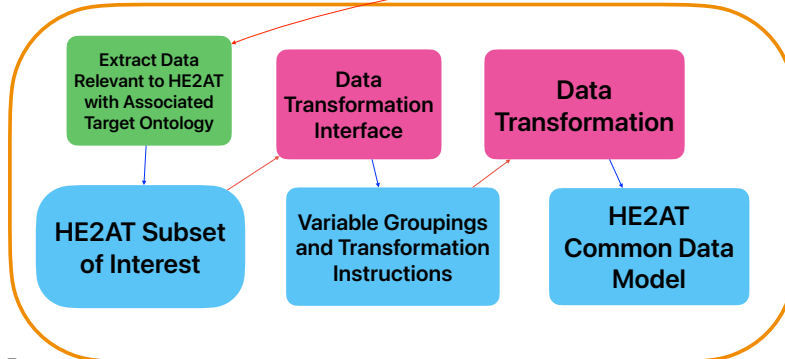 Extract Data
Relevant to HE2AT
with Associated
Target Ontology
Data
Transformation
Interface
Data
Transformation
HE2AT Subset
of Interest
Variable Groupings
and Transformation
Instructions
HE2AT
Common Data
Model